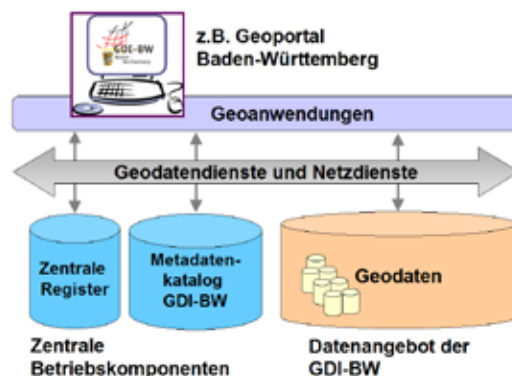 GDI-BW
z.B. Geoportal
Baden-Württemberg
Geoanwendungen
Geodatendienste und Netzdienste
Zentrale
Register
Metadaten-
katalog
GDI-BW
Geodaten
Zentrale
Betriebskomponenten
Datenangebot der
GDI-BW